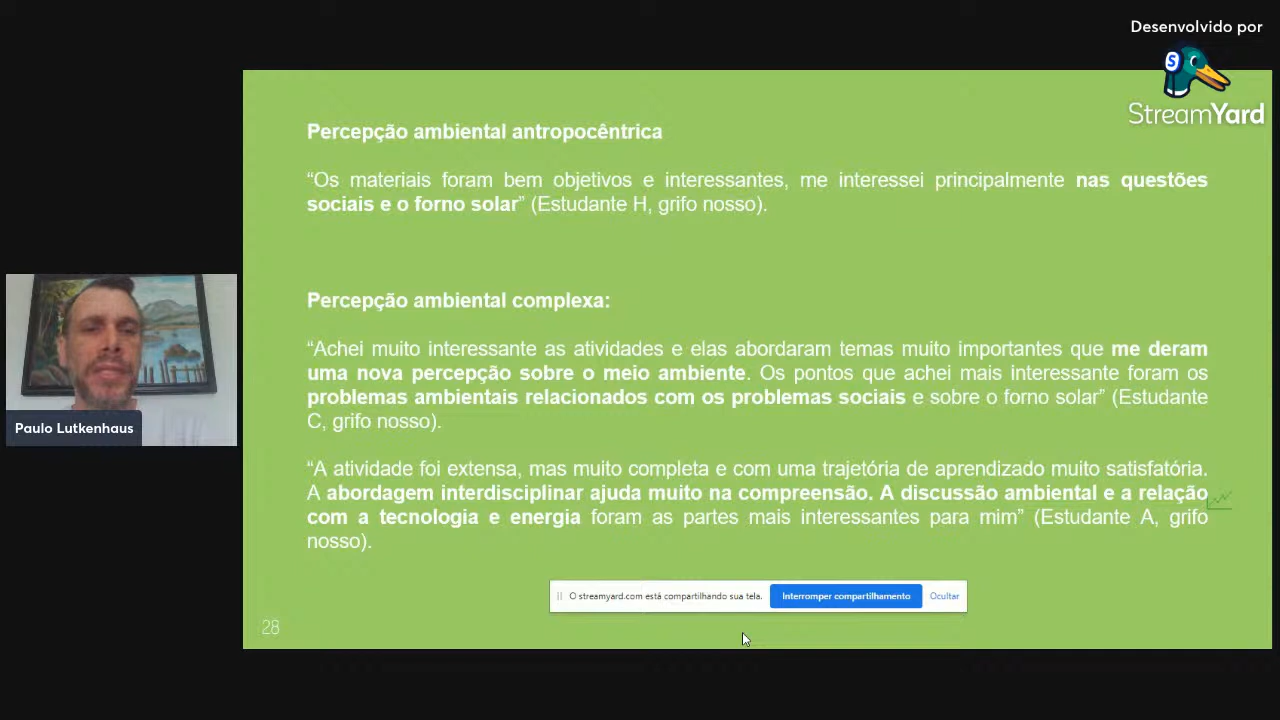 Desenvolvido por
S
StreamYard
Percepção ambiental antropocêntrica
“Os materiais foram bem objetivos e interessantes, me interessei principalmente nas questões
sociais e o forno solar” (Estudante H, grifo nosso).
Percepção ambiental complexa:
“Achei muito interessante as atividades e elas abordaram temas muito importantes que me deram
uma nova percepção sobre o meio ambiente. Os pontos que achei mais interessante foram os
problemas ambientais relacionados com os problemas sociais e sobre o forno solar” (Estudante
C, grifo nosso).
“A atividade foi extensa, mas muito completa e com uma trajetória de aprendizado muito satisfatória.
A abordagem interdisciplinar ajuda muito na compreensão. A discussão ambiental e a relação
com a tecnologia e energia foram as partes mais interessantes para mim” (Estudante A, grifo
nosso).
Paulo Lutkenhaus
O streamyard.com está compartilhando sua tela.
Interromper compartilhamento
Ocultar
28